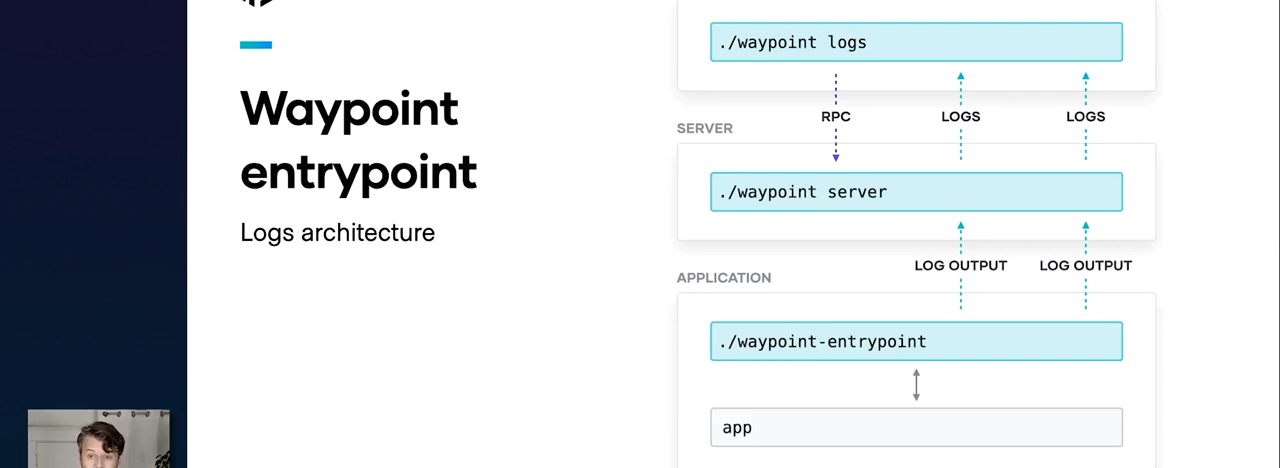 Waypoint
entrypoint
Logs architecture
./waypoint logs
RPC
LOGS
LOGS
SERVER
./waypoint server
LOG OUTPUT
LOG OUTPUT
APPLICATION
./waypoint-entrypoint
app